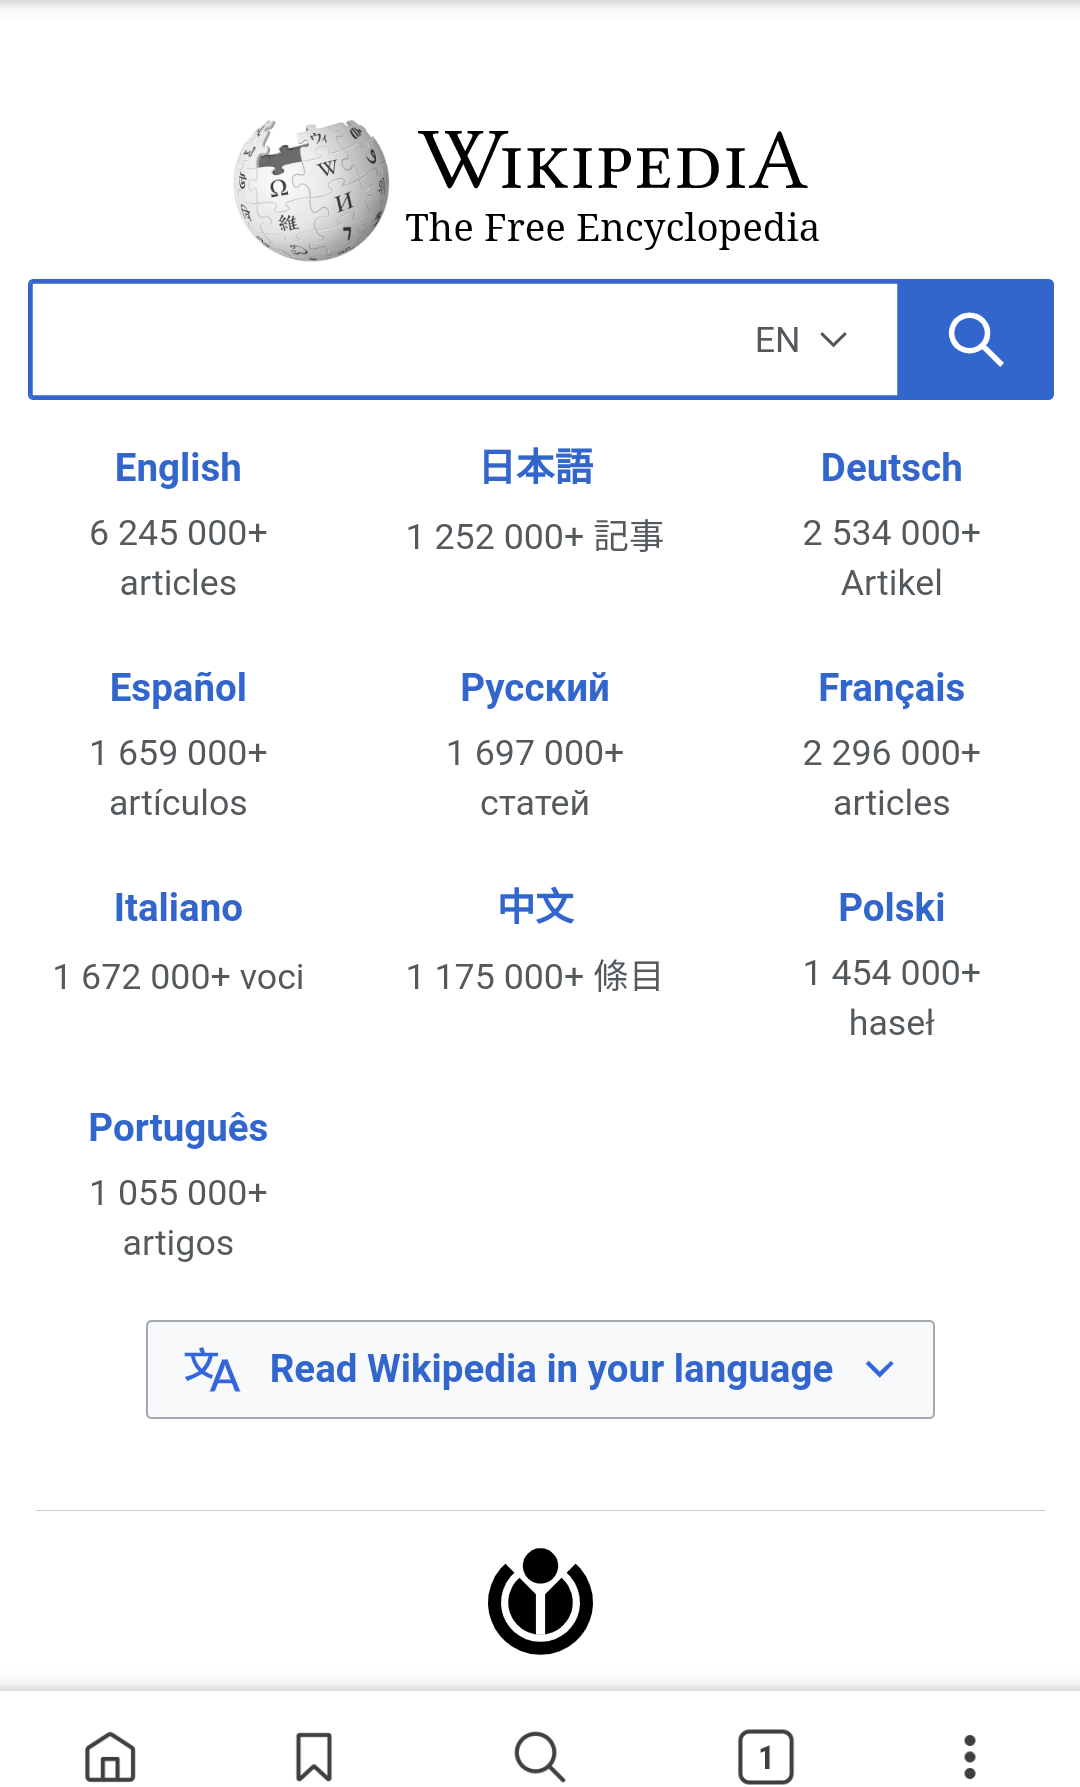 WIKIPEDIA
The Free Encyclopedia
EN
English
6 245 000+
articles
日本語
1 252 000+ 記事
Deutsch
2 534 000+
Artikel
Español
1 659 000+
artículos
Русский
1 697 000+
статей
Français
2 296 000+
articles
Italiano
1 672 000+ voci
中文
1 175 000+ 條目
Polski
1 454 000+
haseł
Português
1 055 000+
artigos
Read Wikipedia in your language
1